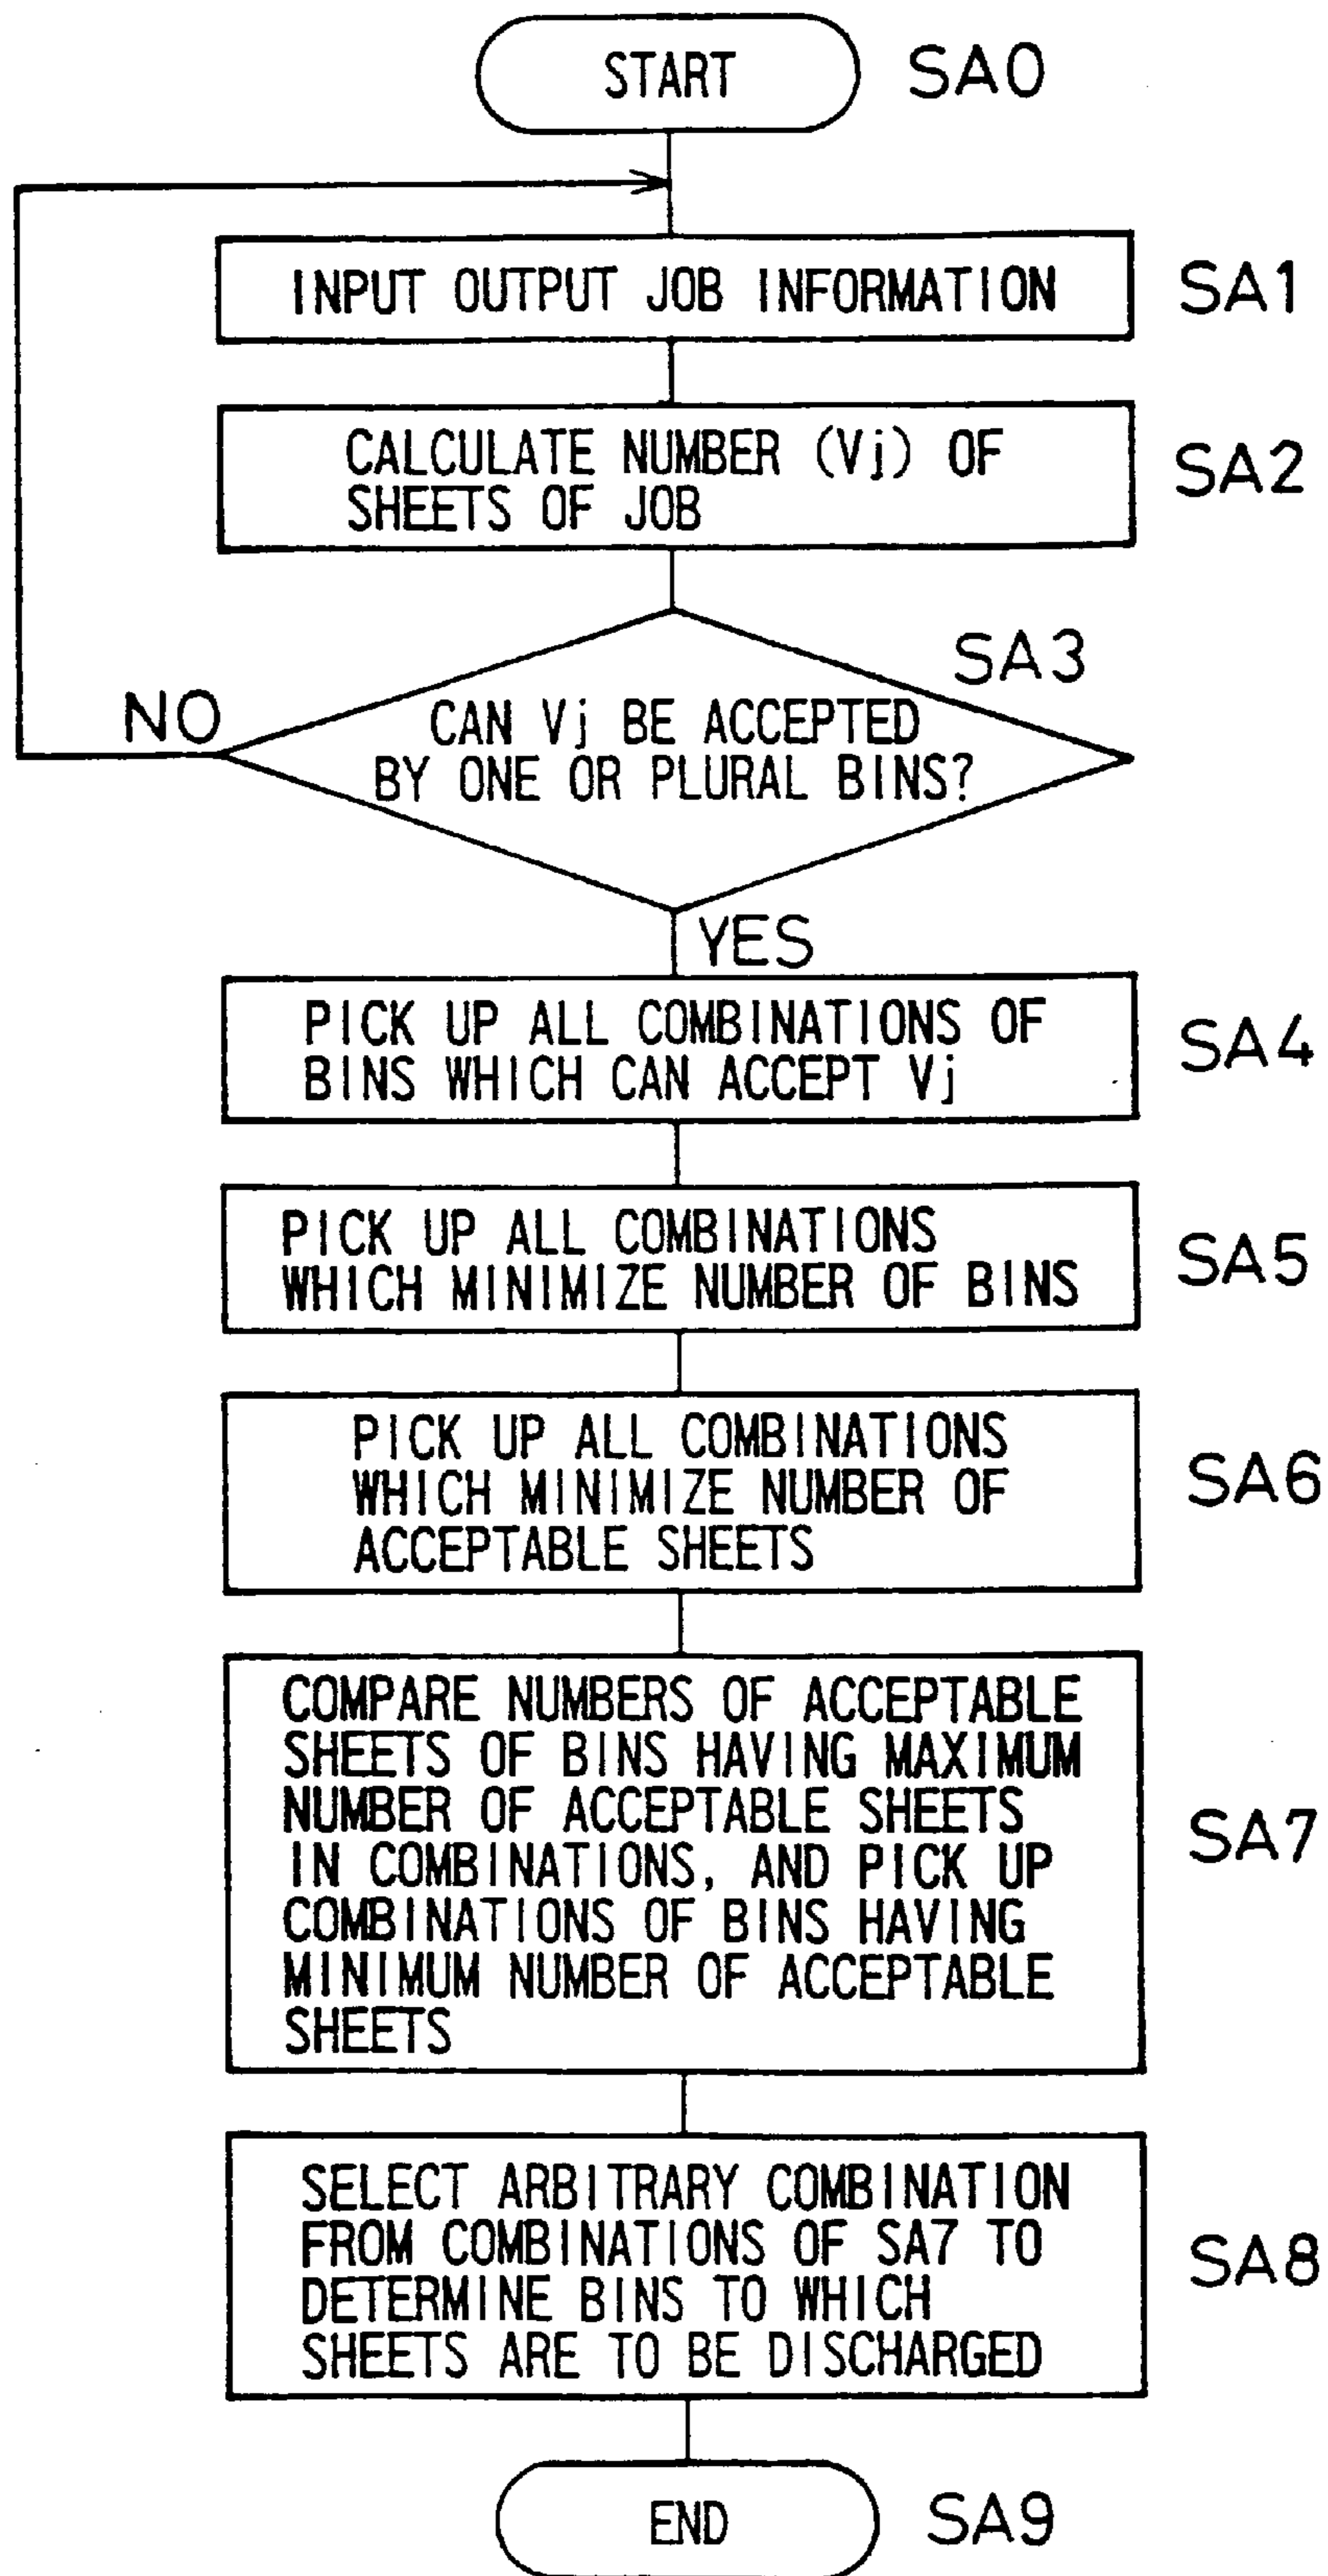 START
SA0
INPUT OUTPUT JOB INFORMATION
SA1
CALCULATE NUMBER (Vj) OF
SHEETS OF JOB
SA2
SA3
NO
CAN Vj BE ACCEPTED
BY ONE OR PLURAL BINS?
YES
PICK UP ALL COMBINATIONS OF
BINS WHICH CAN ACCEPT Vj
SA4
PICK UP ALL COMBINATIONS
WHICH MINIMIZE NUMBER OF BINS
SA5
PICK UP ALL COMBINATIONS
WHICH MINIMIZE NUMBER OF
ACCEPTABLE SHEETS
SA6
COMPARE NUMBERS OF ACCEPTABLE
SHEETS OF BINS HAVING MAXIMUM
NUMBER OF ACCEPTABLE SHEETS
IN COMBINATIONS, AND PICK UP
COMBINATIONS OF BINS HAVING
MINIMUM NUMBER OF ACCEPTABLE
SHEETS
SA7
SELECT ARBITRARY COMBINATION
FROM COMBINATIONS OF SA7 TO
DETERMINE BINS TO WHICH
SHEETS ARE TO BE DISCHARGED
SA8
END
SA9